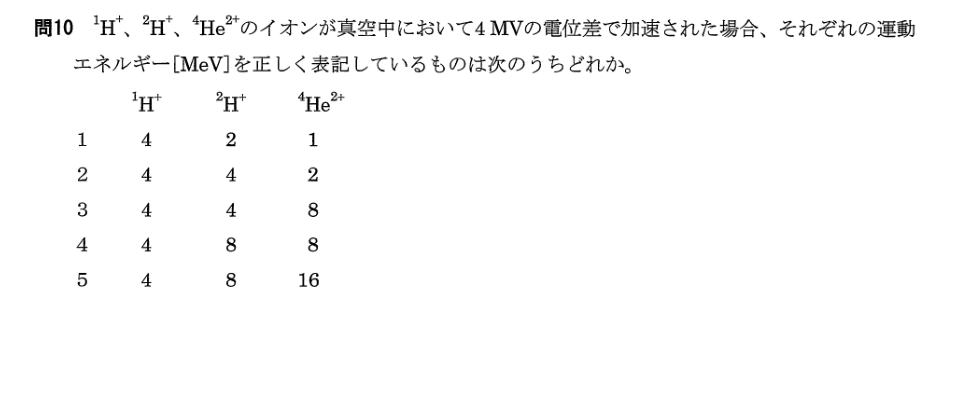 問10 ¹H⁺、²H⁺、⁴He²⁺のイオンが真空中において4 MVの電位差で加速された場合、それぞれの運動
エネルギー[MeV]を正しく表記しているものは次のうちどれか。
¹H⁺ ²H⁺ ⁴He²⁺
1 4 2 1
2 4 4 2
3 4 4 8
4 4 8 8
5 4 8 16